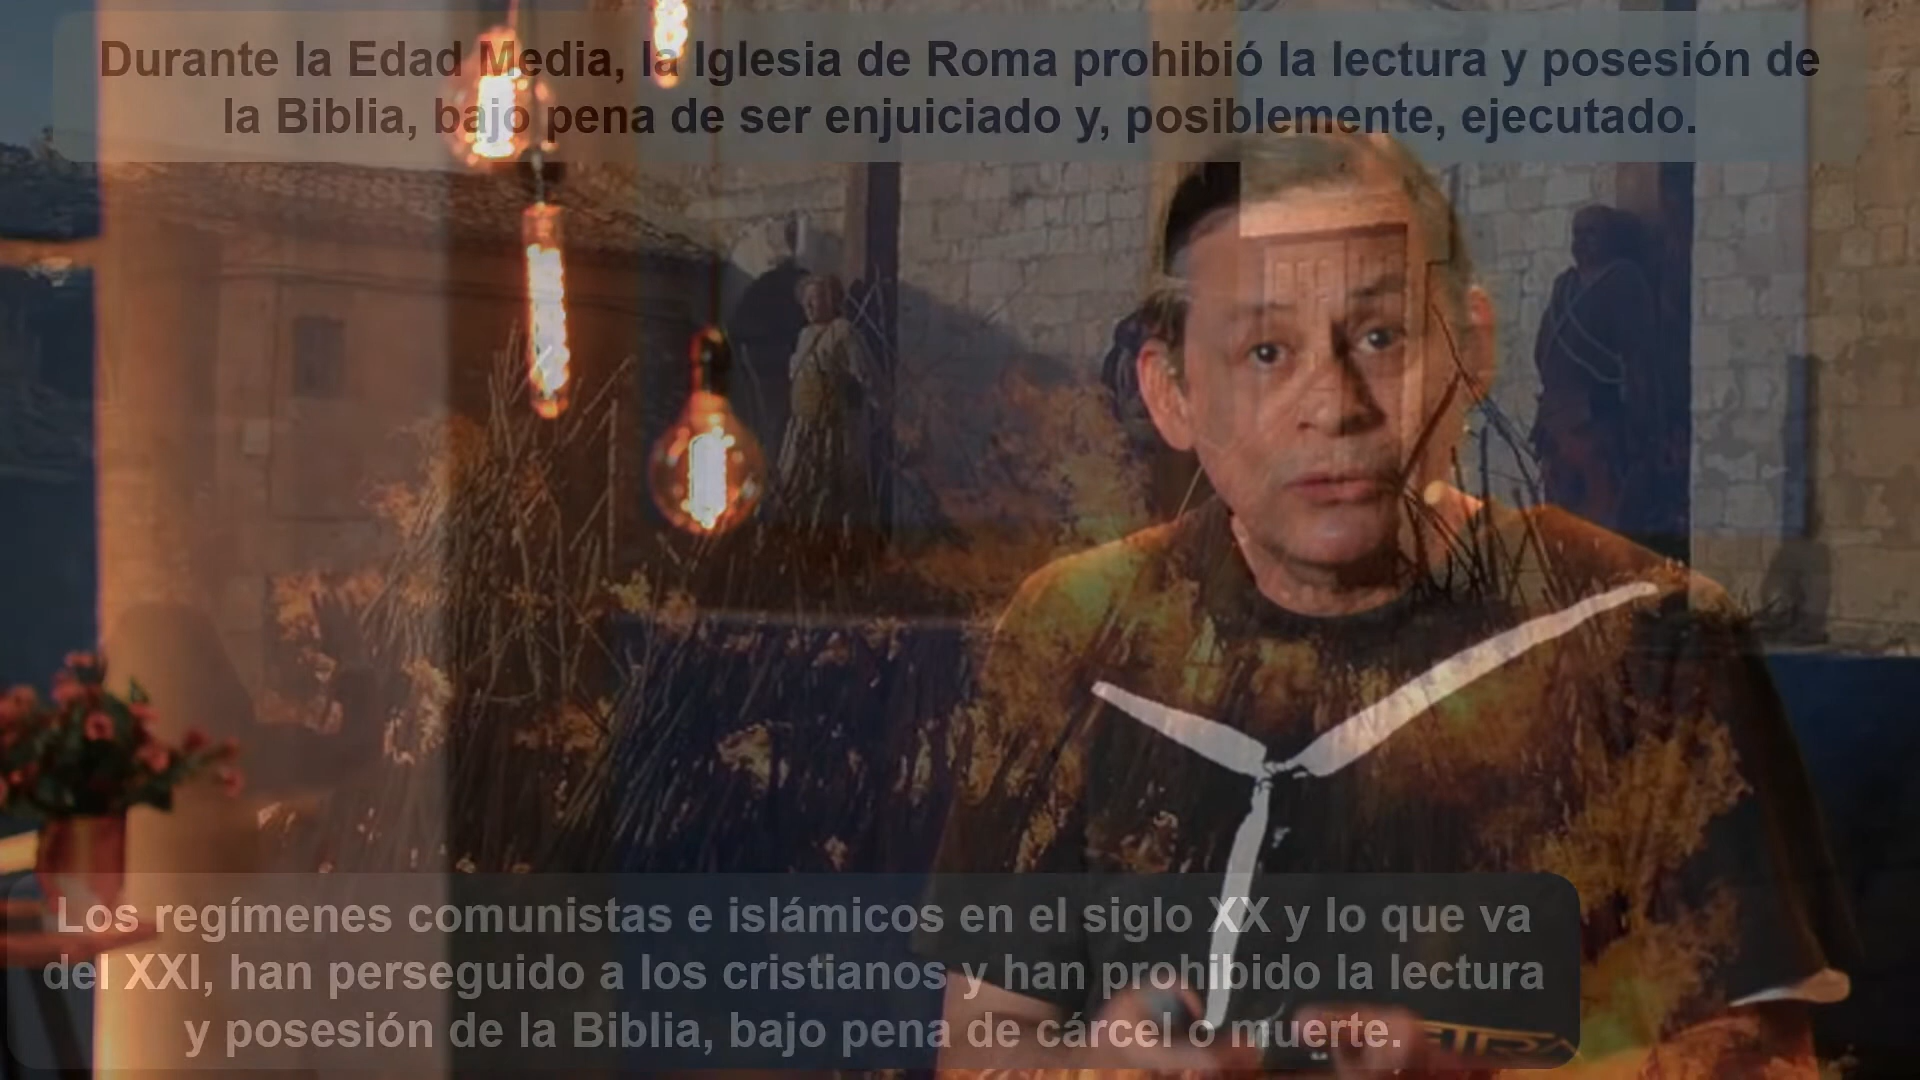 Durante la Edad Media, la Iglesia de Roma prohibió la lectura y posesión de
la Biblia, bajo pena de ser enjuiciado y, posiblemente, ejecutado.
Los regímenes comunistas e islámicos en el siglo XX y lo que va
del XXI, han perseguido a los cristianos y han prohibido la lectura
y posesión de la Biblia, bajo pena de cárcel o muerte.